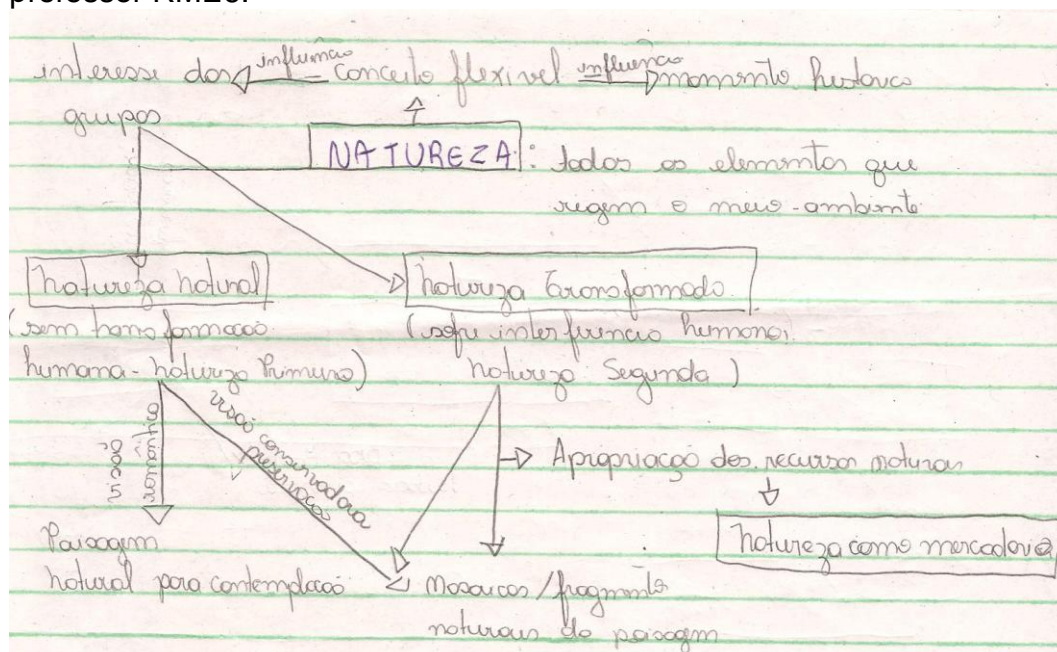 professor RMZ6.
interesse dos influência conceito flexível influência momento histórico
grupos
NATUREZA: todos os elementos que
regem o meio-ambiente
Natureza natural
Natureza transformada
(sem transformação
(sofre interferência humana,
humana - natureza Primeira)
natureza Segunda)
visão romântico
visão conservadora
preservação
Apropriação dos recursos naturais
Natureza como mercadoria
Paisagem
natural para contemplação
Mosaicos/fragmentos
naturais da paisagem